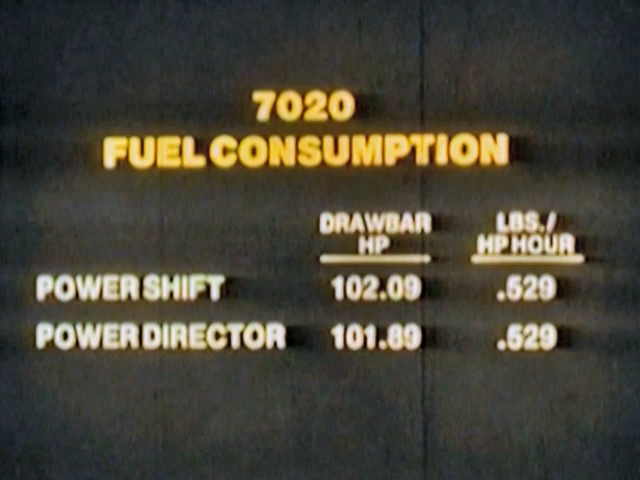 7020
FUEL CONSUMPTION
DRAWBAR HP
LBS./ HP HOUR
POWER SHIFT 102.09 .529
POWER DIRECTOR 101.89 .529